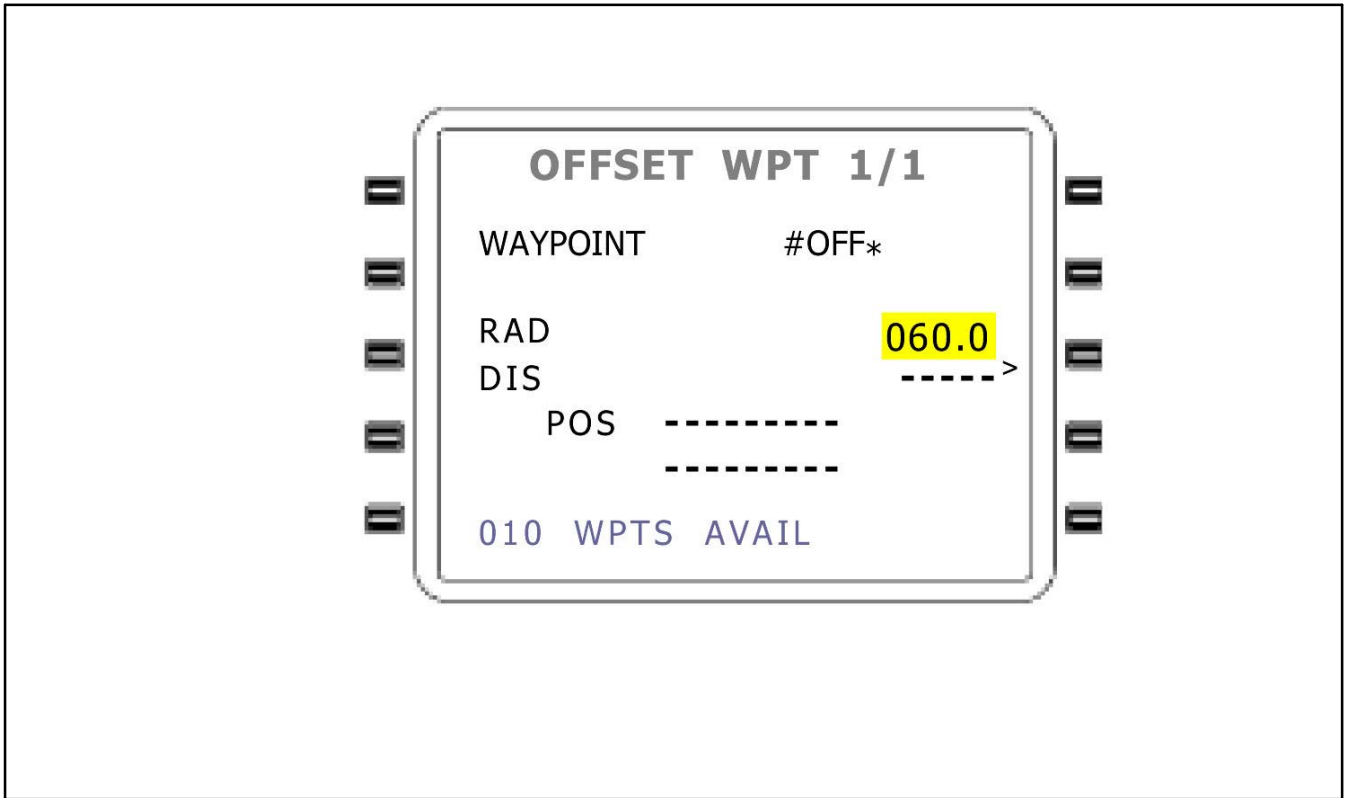 OFFSET WPT 1/1
WAYPOINT #OFF*
RAD 060.0
DIS ----->
POS ---------
---------
010 WPTS AVAIL